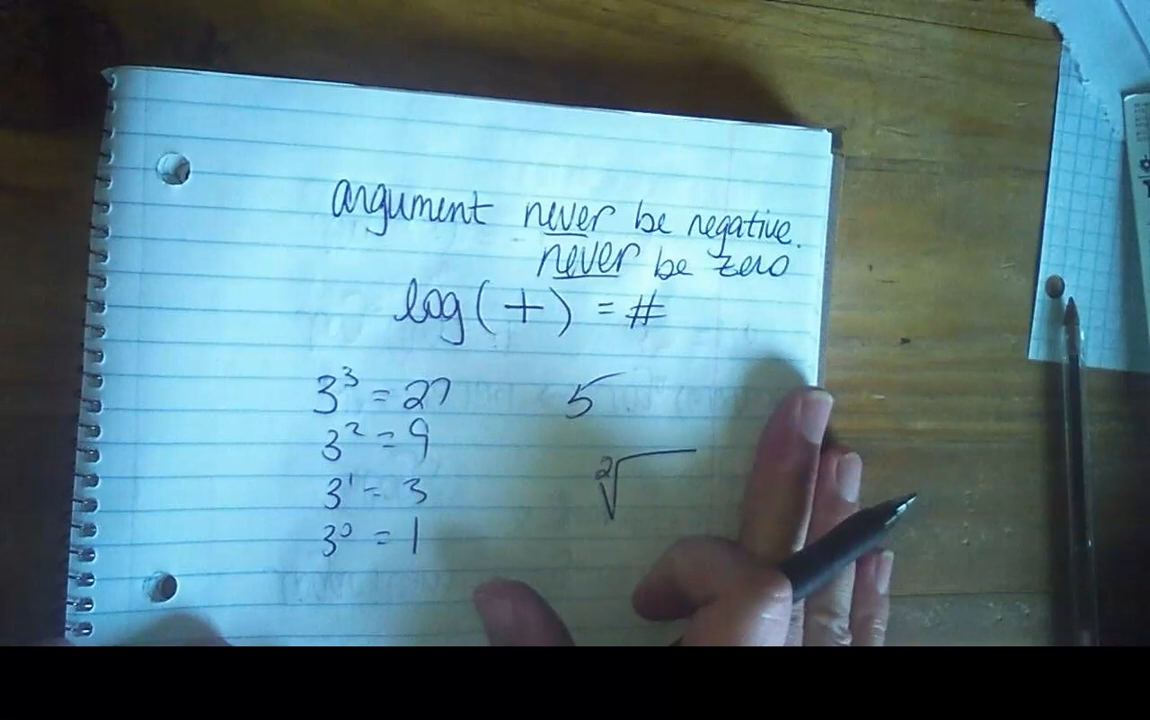 argument never be negative.
never be zero
log(+) = #
3³ = 27
3² = 9
3¹ = 3
3⁰ = 1
5
²√